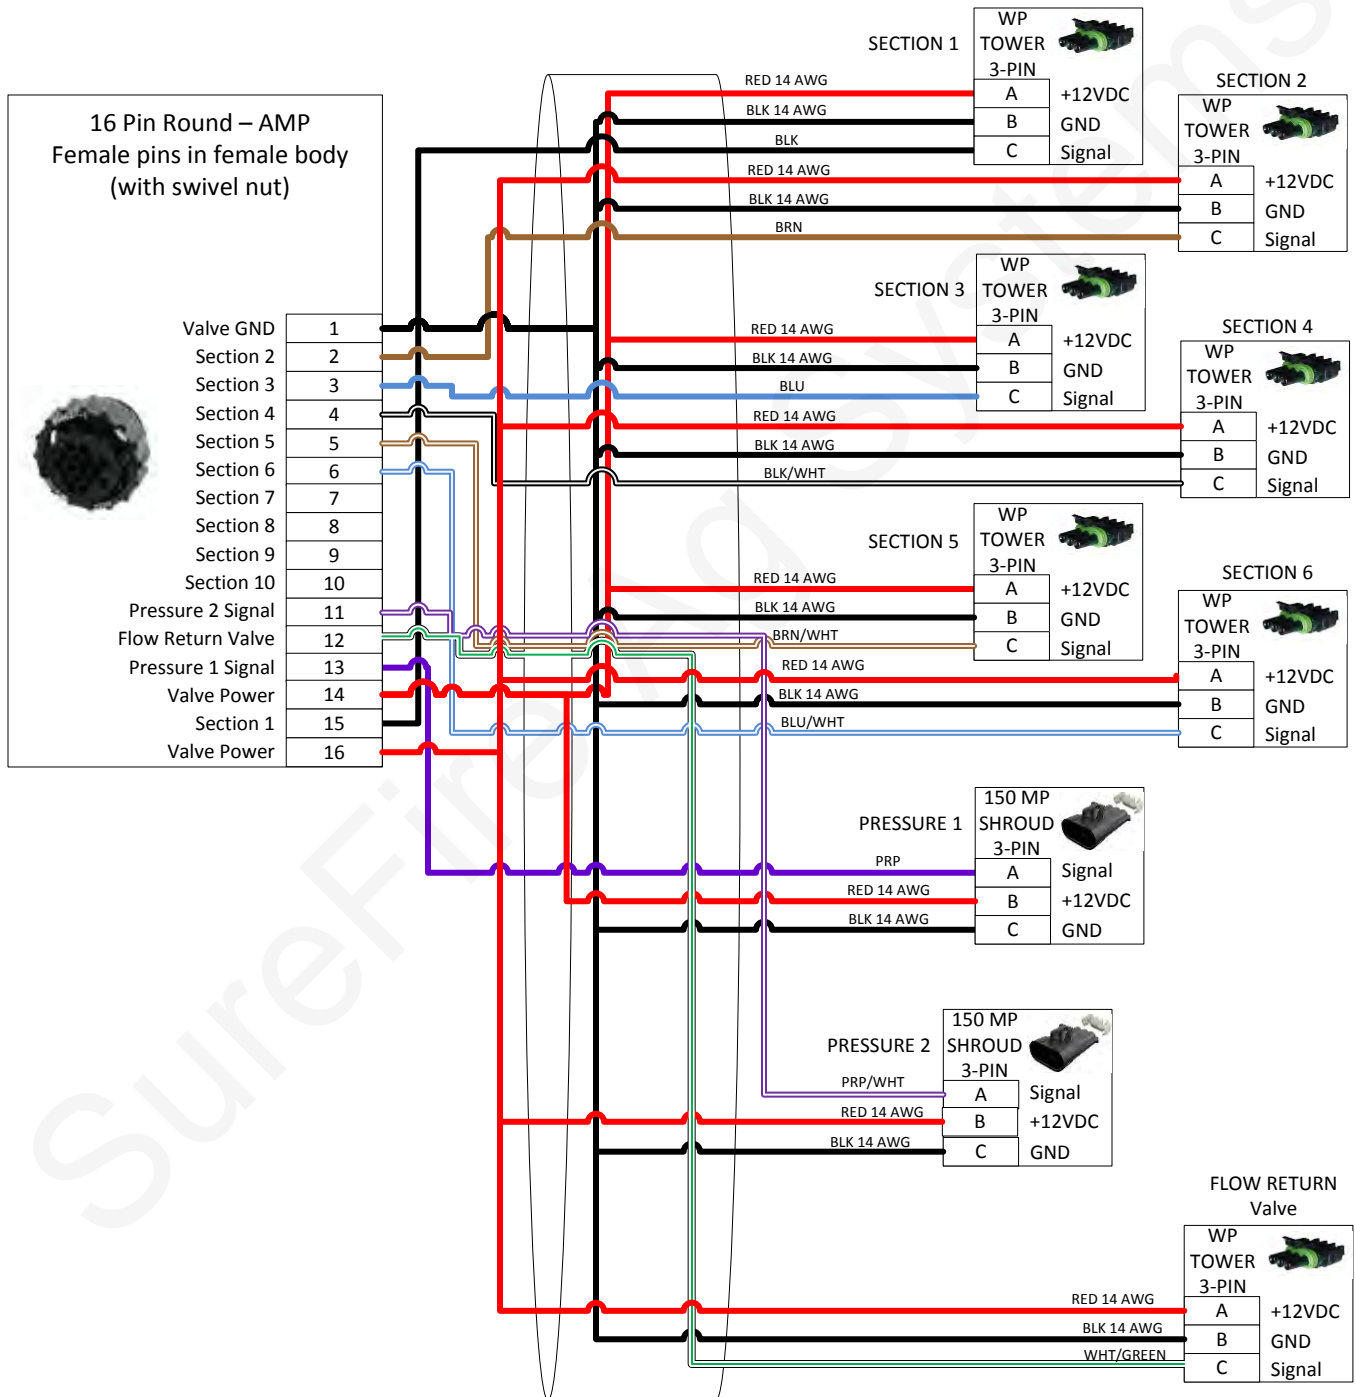 16 Pin Round – AMP
Female pins in female body
(with swivel nut)
Valve GND 1
Section 2 2
Section 3 3
Section 4 4
Section 5 5
Section 6 6
Section 7 7
Section 8 8
Section 9 9
Section 10 10
Pressure 2 Signal 11
Flow Return Valve 12
Pressure 1 Signal 13
Valve Power 14
Section 1 15
Valve Power 16
SECTION 1
WP
TOWER
3-PIN
RED 14 AWG A +12VDC
BLK 14 AWG B GND
BLK C Signal
SECTION 2
WP
TOWER
3-PIN
RED 14 AWG A +12VDC
BLK 14 AWG B GND
BRN C Signal
SECTION 3
WP
TOWER
3-PIN
RED 14 AWG A +12VDC
BLK 14 AWG B GND
BLU C Signal
SECTION 4
WP
TOWER
3-PIN
RED 14 AWG A +12VDC
BLK 14 AWG B GND
BLK/WHT C Signal
SECTION 5
WP
TOWER
3-PIN
RED 14 AWG A +12VDC
BLK 14 AWG B GND
BRN/WHT C Signal
SECTION 6
WP
TOWER
3-PIN
RED 14 AWG A +12VDC
BLK 14 AWG B GND
BLU/WHT C Signal
PRESSURE 1
150 MP
SHROUD
3-PIN
PRP A Signal
RED 14 AWG B +12VDC
BLK 14 AWG C GND
PRESSURE 2
150 MP
SHROUD
3-PIN
PRP/WHT A Signal
RED 14 AWG B +12VDC
BLK 14 AWG C GND
FLOW RETURN
Valve
WP
TOWER
3-PIN
RED 14 AWG A +12VDC
BLK 14 AWG B GND
WHT/GREEN C Signal
SureFire Ag Systems